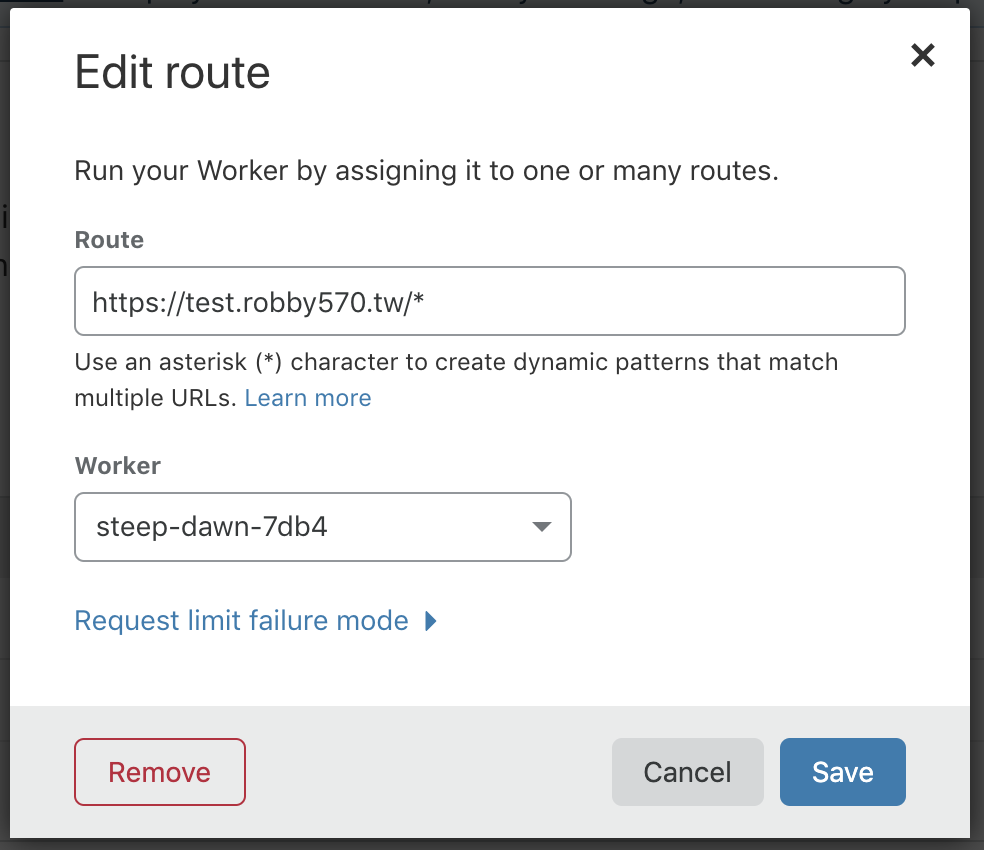 Edit route
Run your Worker by assigning it to one or many routes.
Route
https://test.robby570.tw/*
Use an asterisk (*) character to create dynamic patterns that match
multiple URLs. Learn more
Worker
steep-dawn-7db4
Request limit failure mode
Remove
Cancel
Save